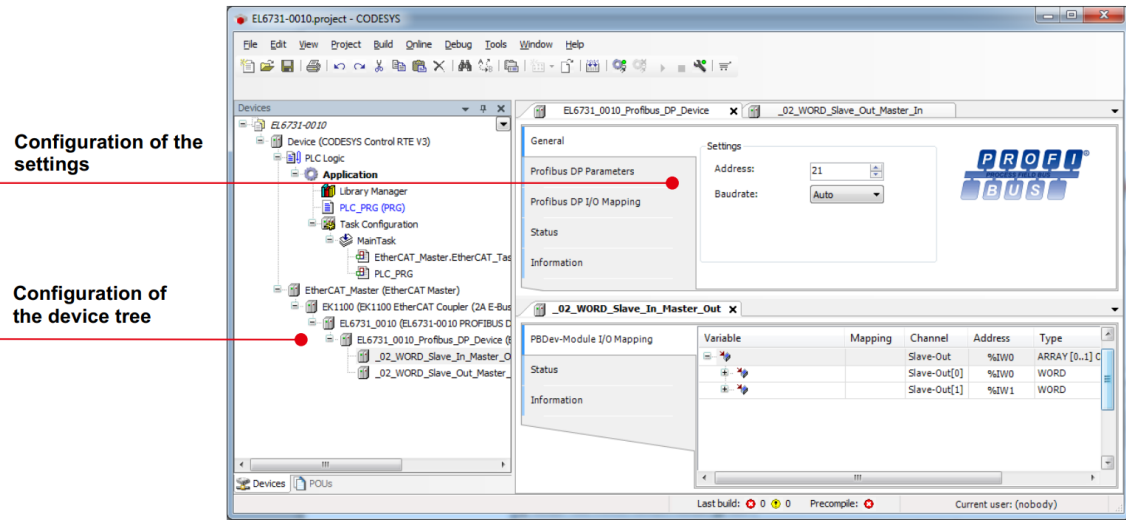 EL6731-0010.project - CODESYS
File Edit View Project Build Online Debug Tools Window Help
Devices
EL6731-0010
Device (CODESYS Control RTE V3)
PLC Logic
Application
Library Manager
PLC_PRG (PRG)
Task Configuration
MainTask
EtherCAT_Master.EtherCAT_Tas
PLC_PRG
EtherCAT_Master (EtherCAT Master)
EK1100 (EK1100 EtherCAT Coupler (2A E-Bus
EL6731_0010 (EL6731-0010 PROFIBUS D
EL6731_0010_Profibus_DP_Device (E
_02_WORD_Slave_In_Master_O
_02_WORD_Slave_Out_Master_
Devices POUs
Configuration of the
settings
Configuration of
the device tree
EL6731_0010_Profibus_DP_Device _02_WORD_Slave_Out_Master_In
General
Profibus DP Parameters
Profibus DP I/O Mapping
Status
Information
Settings
Address: 21
Baudrate: Auto
PROFI®
PROCESS FIELD BUS
BUS
_02_WORD_Slave_In_Master_Out
PBDev-Module I/O Mapping
Status
Information
Variable Mapping Channel Address Type
Slave-Out %IW0 ARRAY [0..1] O
Slave-Out[0] %IW0 WORD
Slave-Out[1] %IW1 WORD
Last build: 0 0 Precompile: Current user: (nobody)